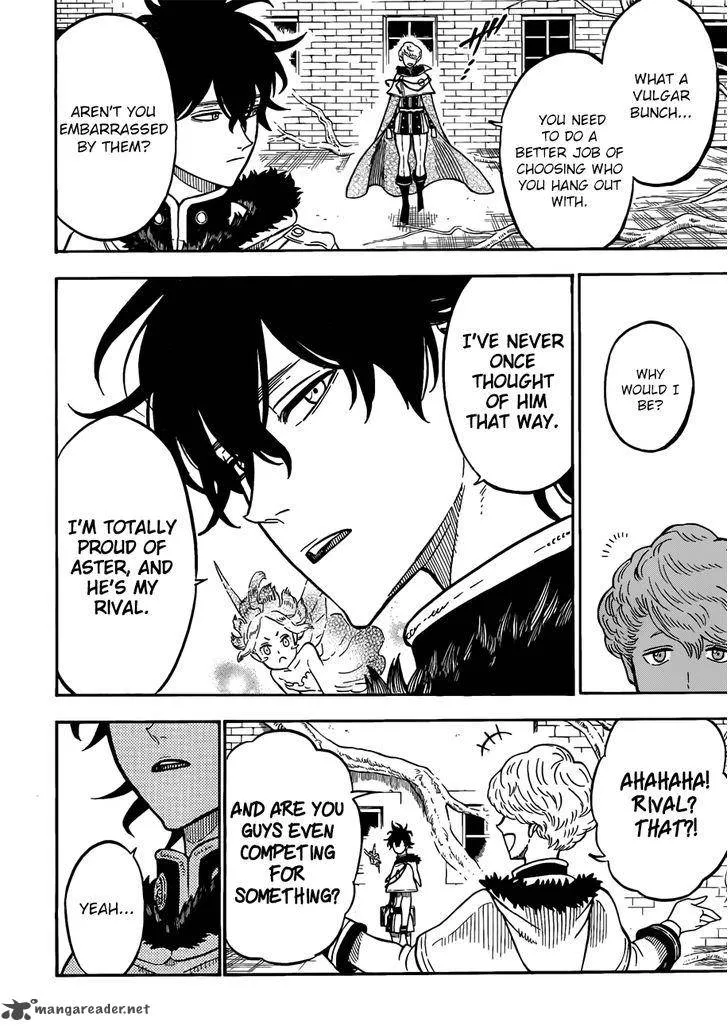 WHAT A
VULGAR
BUNCH...
YOU
NEED TO DO A
BETTER JOB OF
CHOOSING WHO
YOU HANG OUT
WITH.
AREN'T YOU
EMBARRASSED
BY THEM?
WHY
WOULD I
BE?
I'VE NEVER
ONCE
THOUGHT
OF HIM
THAT WAY.
I'M TOTALLY
PROUD OF
ASTER, AND
HE'S MY
RIVAL.
AHAHAHA!
RIVAL?
THAT?!
AND ARE YOU
GUYS EVEN
COMPETING
FOR
SOMETHING?
YEAH...
mangareader.net